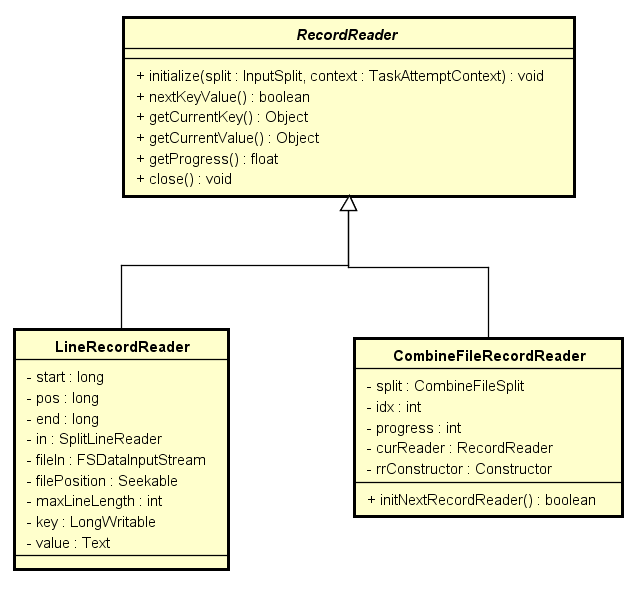 RecordReader
+ initialize(split : InputSplit, context : TaskAttemptContext) : void
+ nextKeyValue() : boolean
+ getCurrentKey() : Object
+ getCurrentValue() : Object
+ getProgress() : float
+ close() : void
LineRecordReader
- start : long
- pos : long
- end : long
- in : SplitLineReader
- fileIn : FSDataInputStream
- filePosition : Seekable
- maxLineLength : int
- key : LongWritable
- value : Text
CombineFileRecordReader
- split : CombineFileSplit
- idx : int
- progress : int
- curReader : RecordReader
- rrConstructor : Constructor
+ initNextRecordReader() : boolean